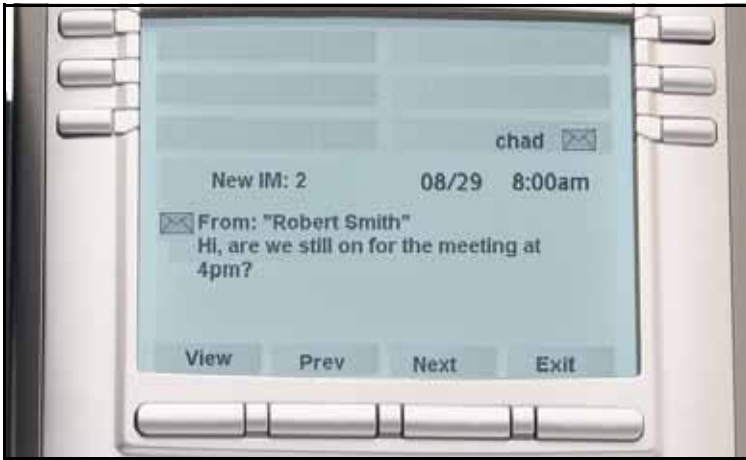 chad
New IM: 2 08/29 8:00am
From: "Robert Smith"
Hi, are we still on for the meeting at
4pm?
View Prev Next Exit